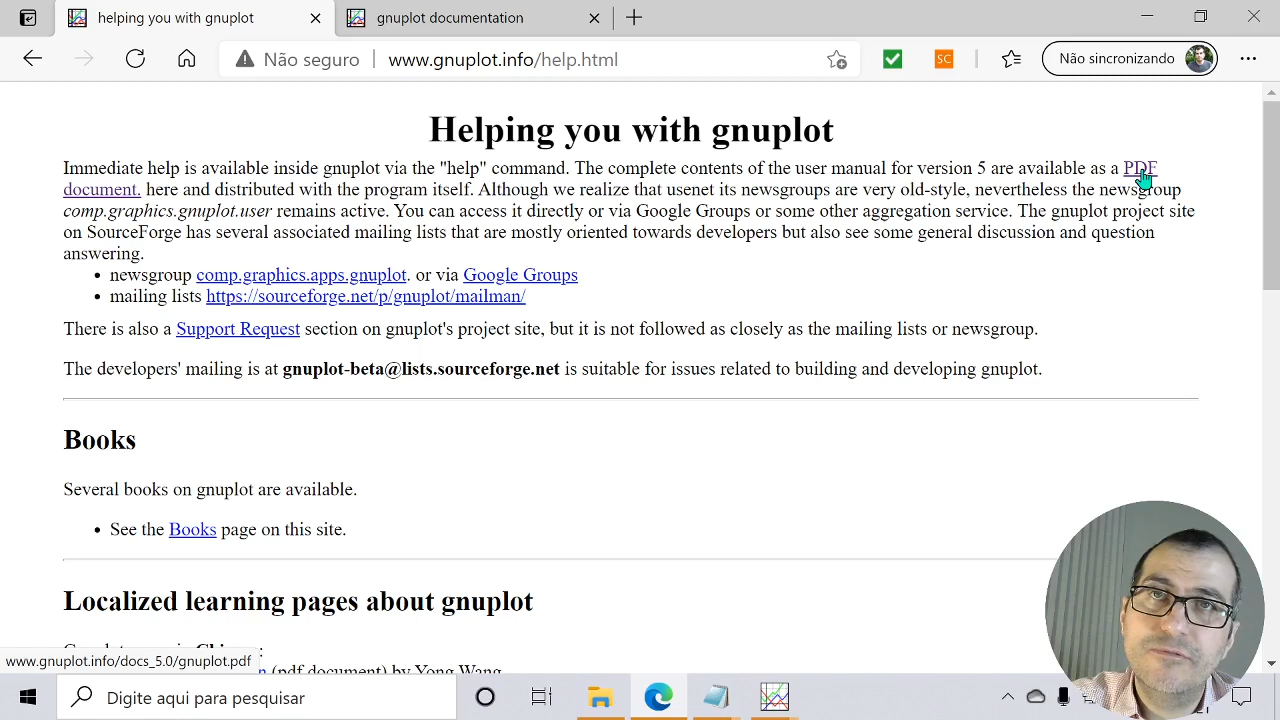 helping you with gnuplot
gnuplot documentation
Não seguro
www.gnuplot.info/help.html
SC
Não sincronizando
Helping you with gnuplot
Immediate help is available inside gnuplot via the "help" command. The complete contents of the user manual for version 5 are available as a PDF
document. here and distributed with the program itself. Although we realize that usenet its newsgroups are very old-style, nevertheless the newsgroup
comp.graphics.gnuplot.user remains active. You can access it directly or via Google Groups or some other aggregation service. The gnuplot project site
on SourceForge has several associated mailing lists that are mostly oriented towards developers but also see some general discussion and question
answering.
• newsgroup comp.graphics.apps.gnuplot. or via Google Groups
• mailing lists https://sourceforge.net/p/gnuplot/mailman/
There is also a Support Request section on gnuplot's project site, but it is not followed as closely as the mailing lists or newsgroup.
The developers' mailing is at gnuplot-beta@lists.sourceforge.net is suitable for issues related to building and developing gnuplot.
Books
Several books on gnuplot are available.
• See the Books page on this site.
Localized learning pages about gnuplot
(pdf document) by Yong Wang
www.gnuplot.info/docs_5.0/gnuplot.pdf
Digite aqui para pesquisar